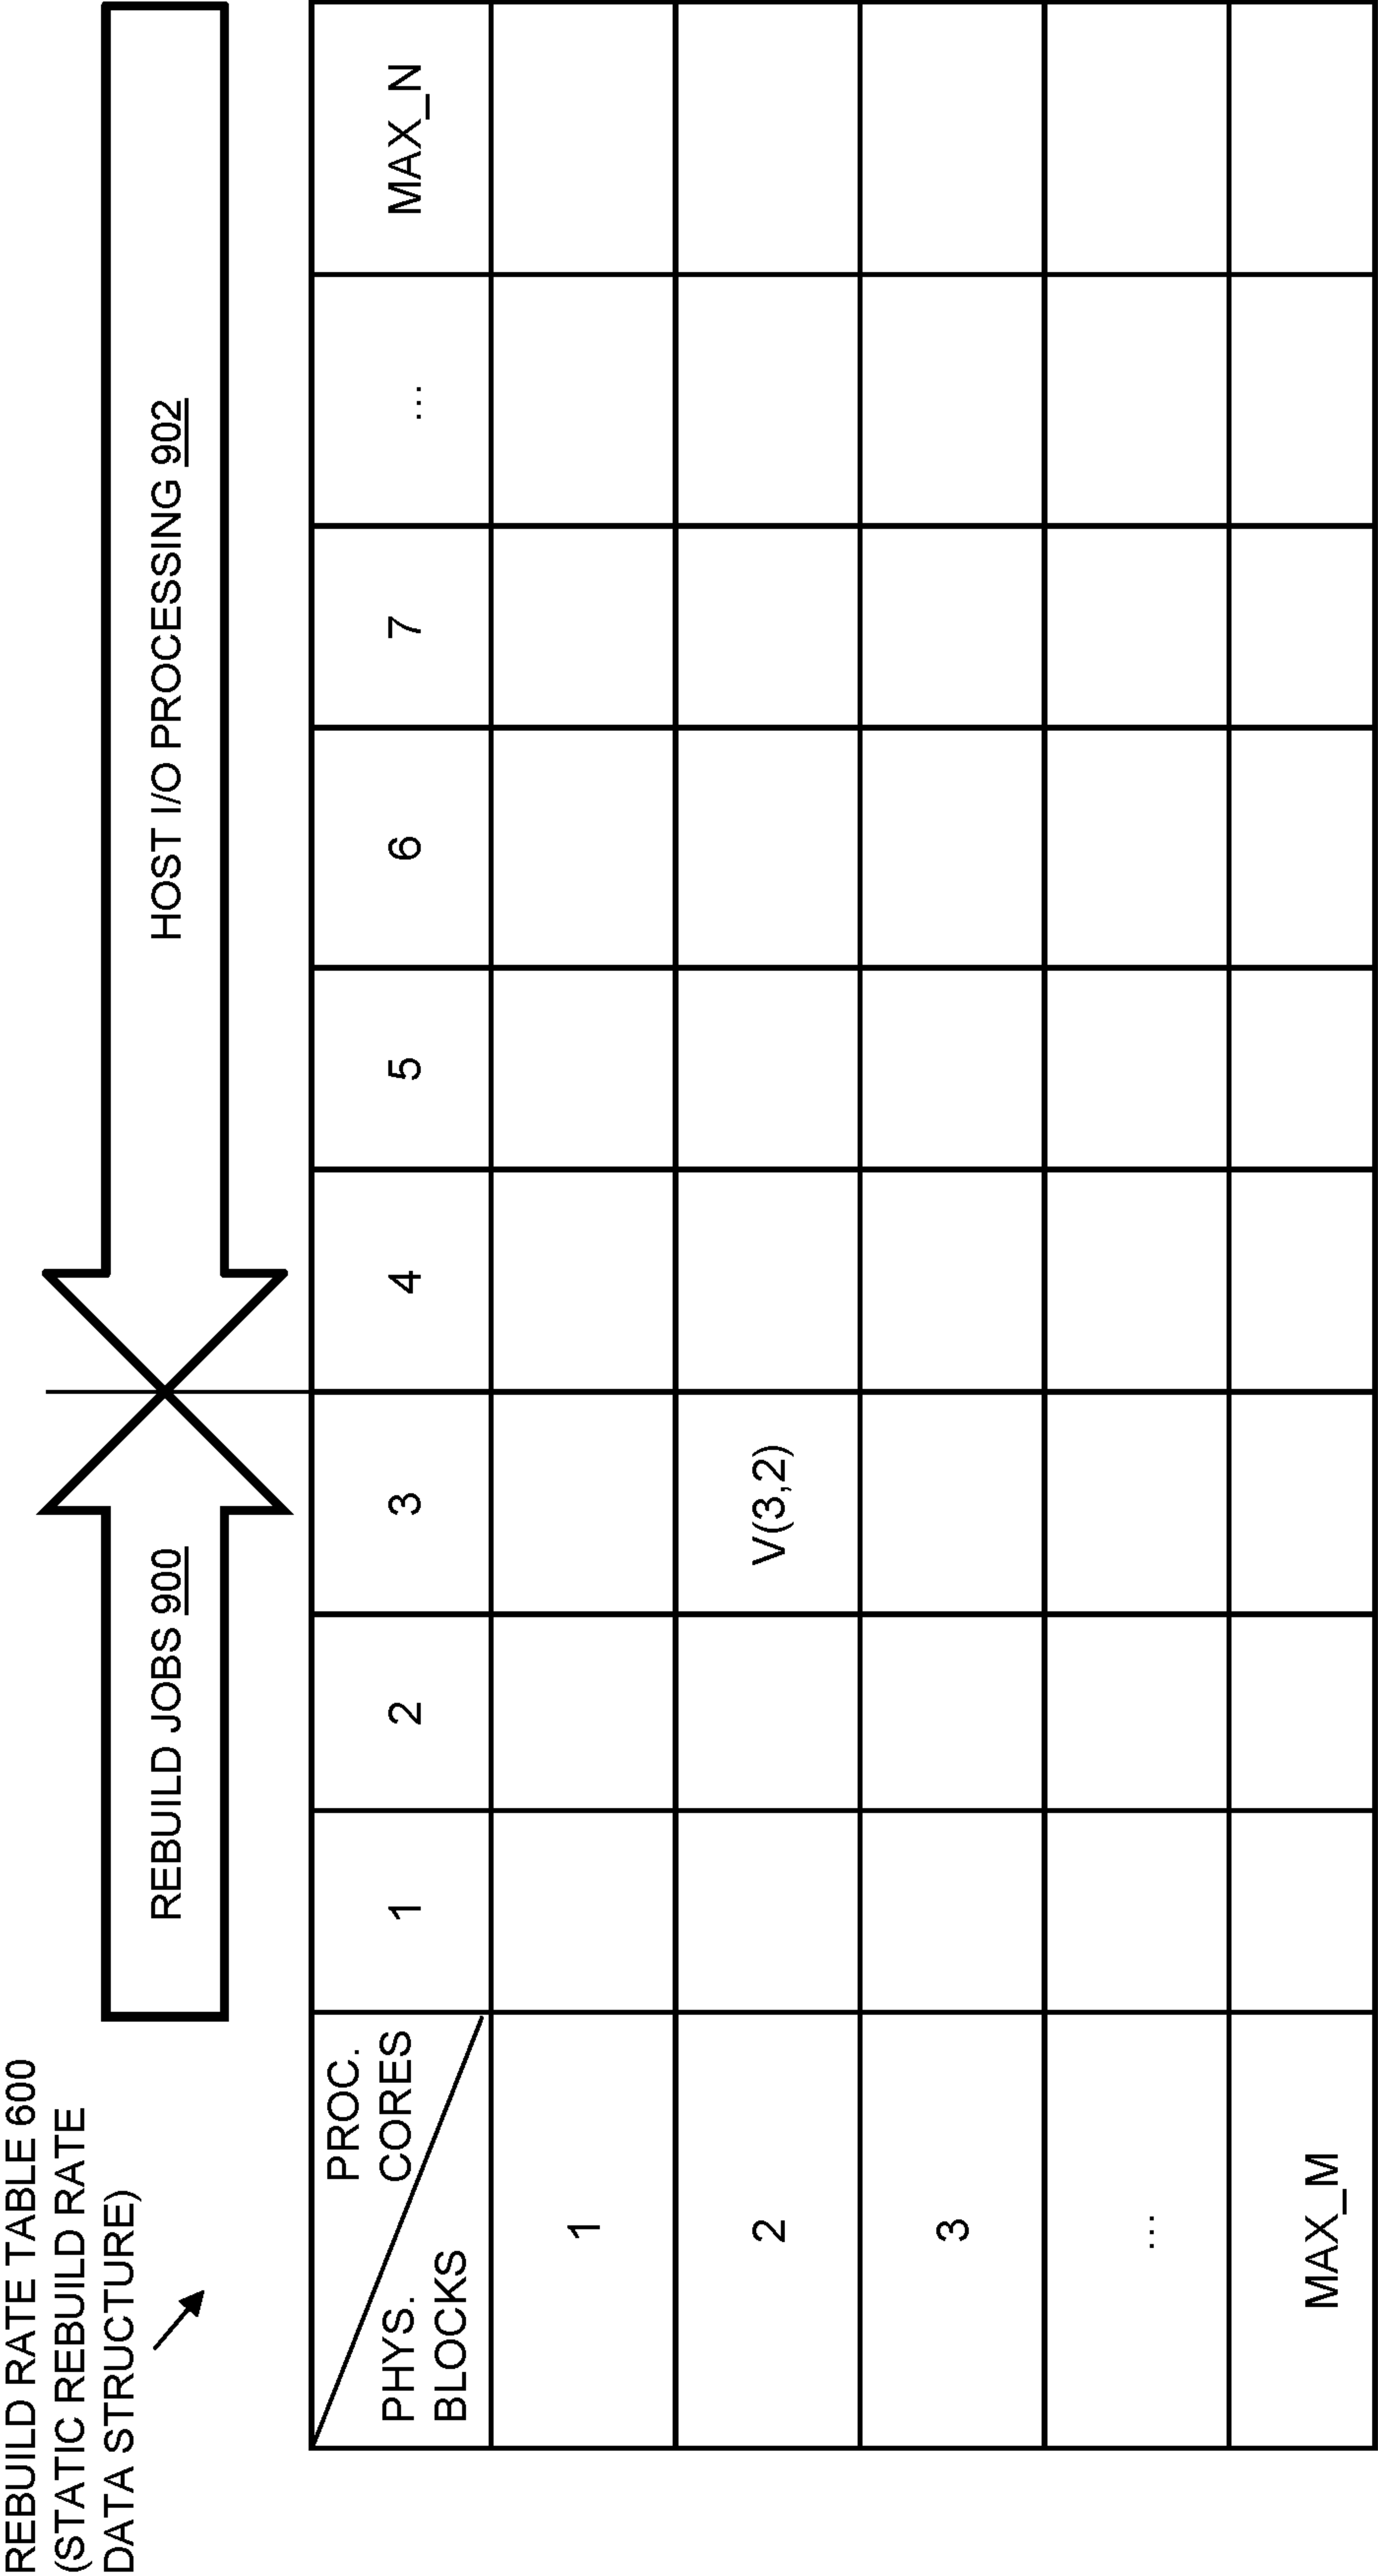 REBUILD RATE TABLE 600
(STATIC REBUILD RATE
DATA STRUCTURE)
REBUILD JOBS 900
HOST I/O PROCESSING 902
PROC.
CORES
PHYS.
BLOCKS
1
2
3
4
5
6
7
...
MAX_N
1
2
V(3,2)
3
...
MAX_M